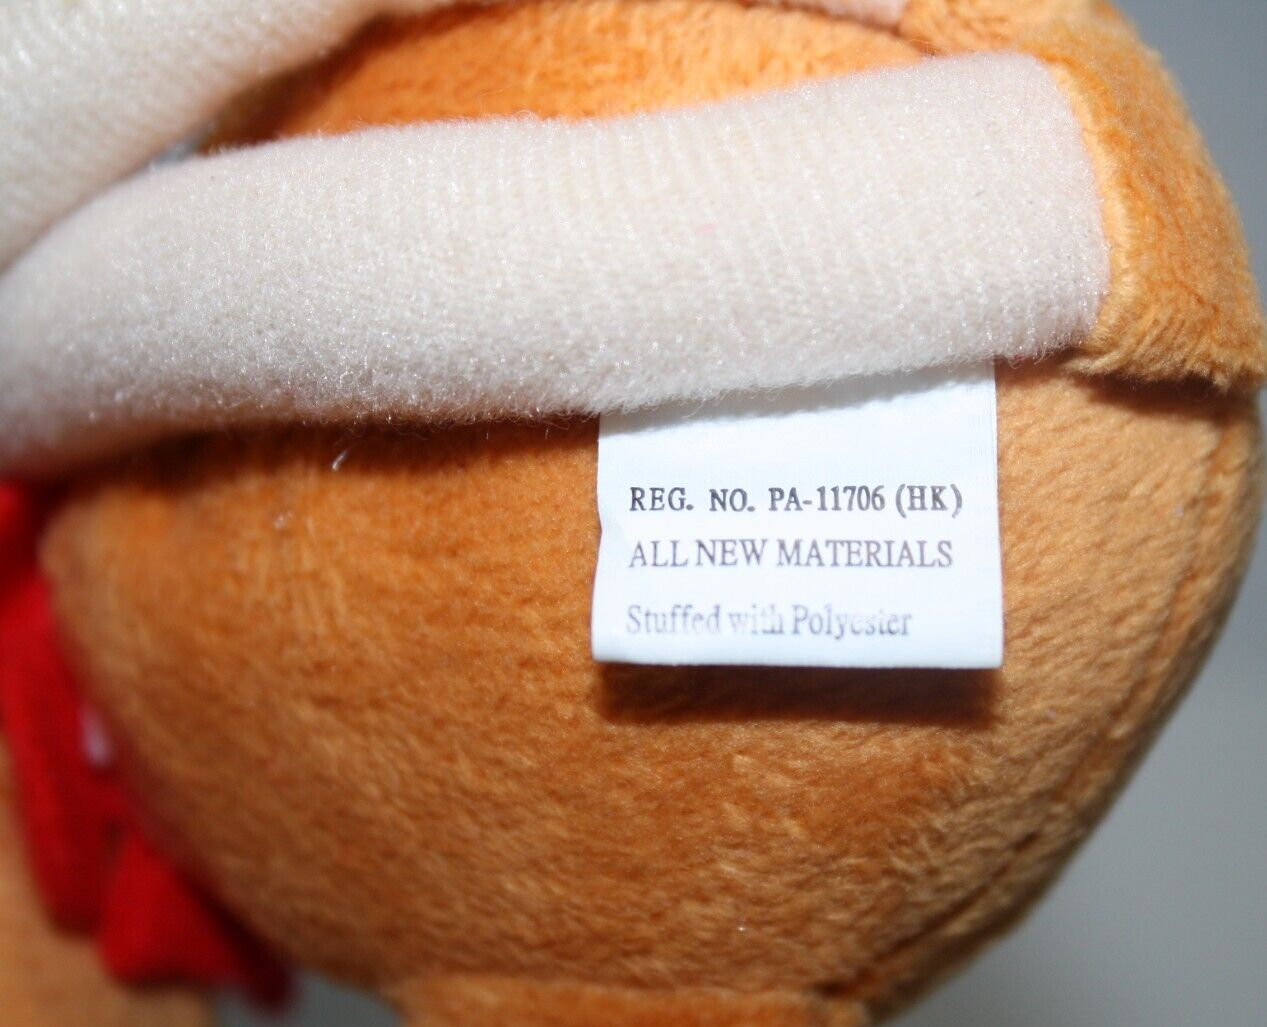 REG. NO. PA-11706 (HK)
ALL NEW MATERIALS
Stuffed with Polyester